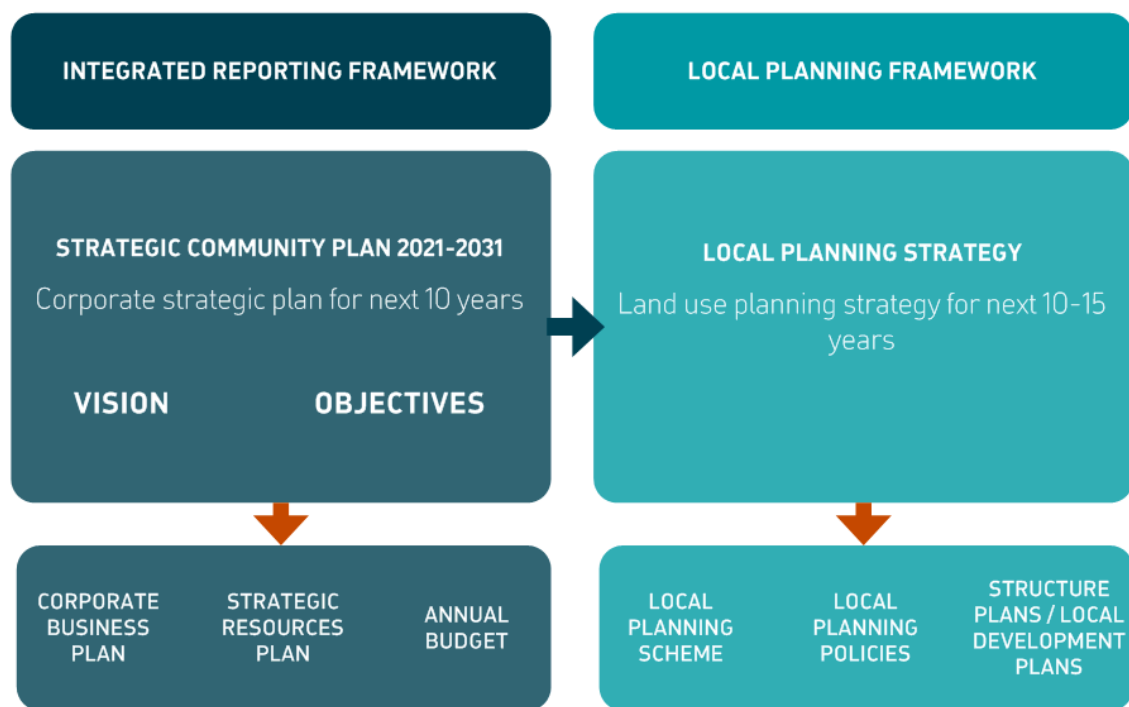 INTEGRATED REPORTING FRAMEWORK
LOCAL PLANNING FRAMEWORK
STRATEGIC COMMUNITY PLAN 2021-2031
Corporate strategic plan for next 10 years
VISION
OBJECTIVES
LOCAL PLANNING STRATEGY
Land use planning strategy for next 10-15
years
CORPORATE
BUSINESS
PLAN
STRATEGIC
RESOURCES
PLAN
ANNUAL
BUDGET
LOCAL
PLANNING
SCHEME
LOCAL
PLANNING
POLICIES
STRUCTURE
PLANS / LOCAL
DEVELOPMENT
PLANS